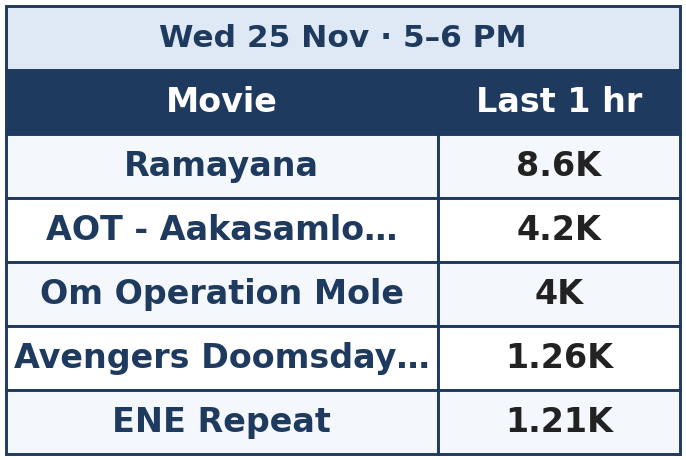 Wed 25 Nov · 5–6 PM
Movie Last 1 hr
Ramayana 8.6K
AOT - Aakasamlo… 4.2K
Om Operation Mole 4K
Avengers Doomsday… 1.26K
ENE Repeat 1.21K